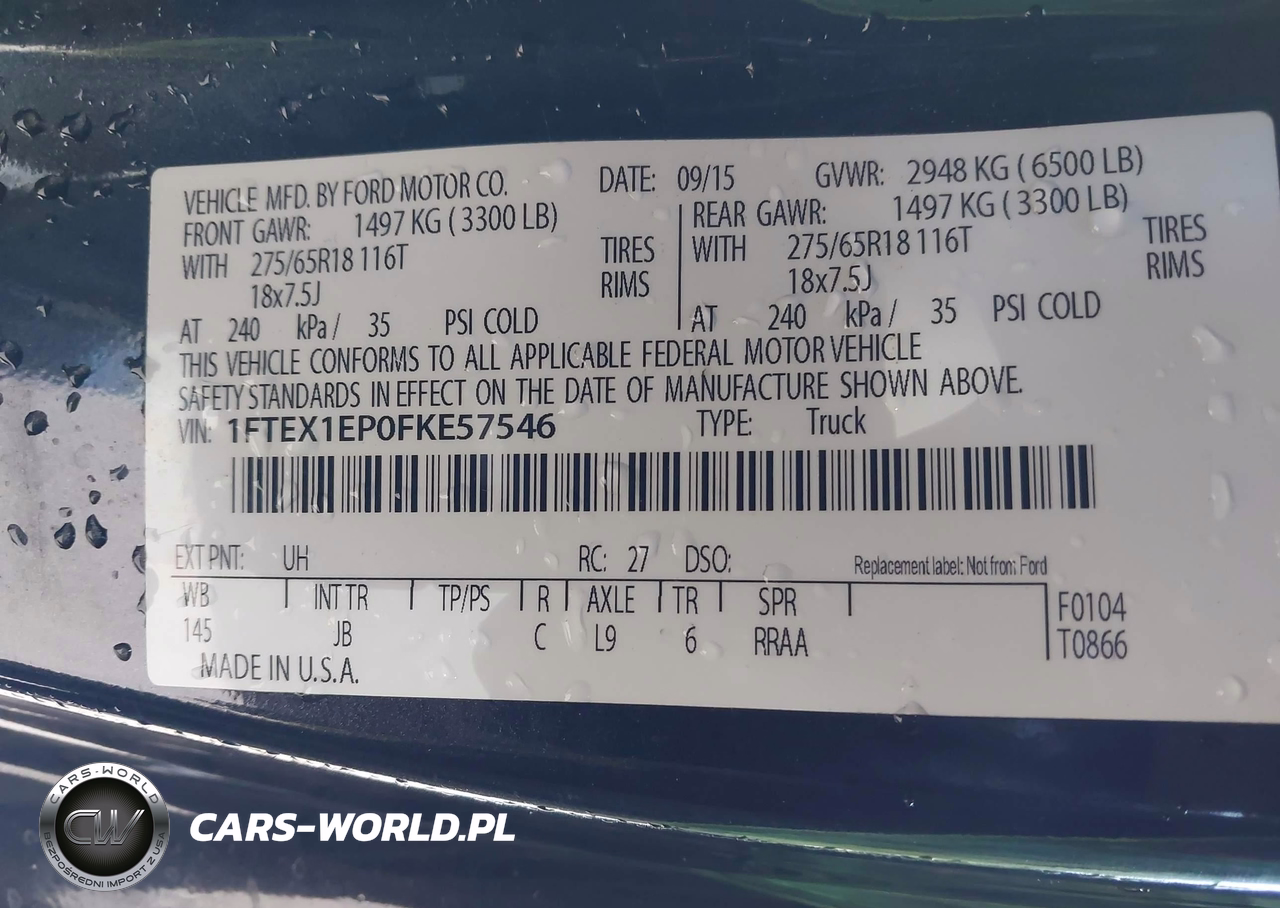 VEHICLE MFD. BY FORD MOTOR CO. DATE: 09/15 GVWR: 2948 KG ( 6500 LB)
FRONT GAWR: 1497 KG ( 3300 LB) REAR GAWR: 1497 KG ( 3300 LB)
WITH 275/65R18 116T TIRES WITH 275/65R18 116T TIRES
18x7.5J RIMS 18x7.5J RIMS
AT 240 kPa / 35 PSI COLD AT 240 kPa / 35 PSI COLD
THIS VEHICLE CONFORMS TO ALL APPLICABLE FEDERAL MOTOR VEHICLE
SAFETY STANDARDS IN EFFECT ON THE DATE OF MANUFACTURE SHOWN ABOVE.
VIN: 1FTEX1EP0FKE57546 TYPE: Truck
EXT PNT: UH RC: 27 DSO: Replacement label: Not from Ford
WB INT TR TP/PS R AXLE TR SPR F0104
145 JB C L9 6 RRAA T0866
MADE IN U.S.A.
CARS-WORLD
CW
BEZPOŚREDNI IMPORT Z USA
CARS-WORLD.PL